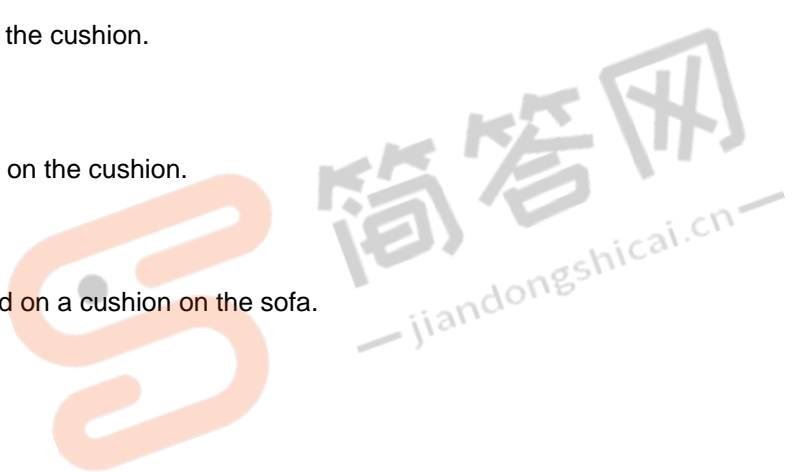 the cushion.
简答网
on the cushion.
jiandongshicai.cn
d on a cushion on the sofa.